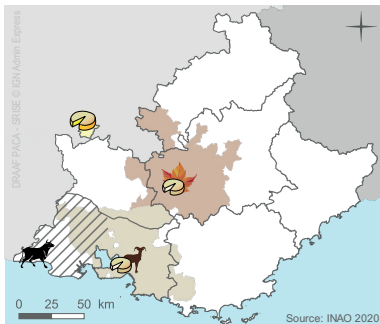 DRAAF PACA - SRISE © IGN Admin Express
0 25 50 km
Source: INAO 2020